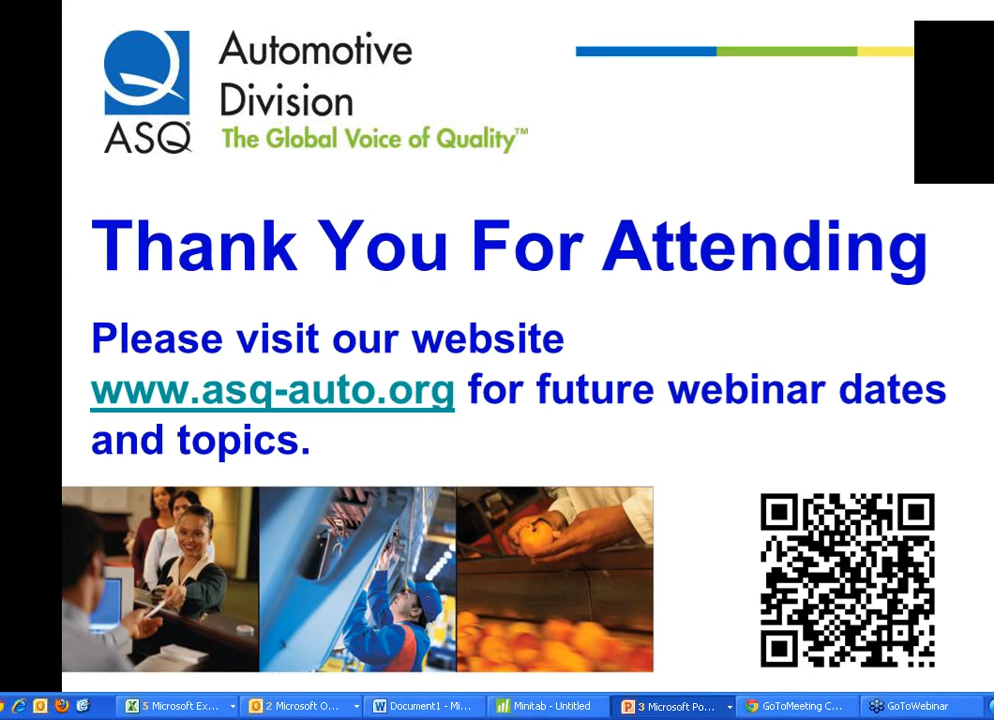 Automotive
Division
ASQ The Global Voice of Quality™
Thank You For Attending
Please visit our website
www.asq-auto.org for future webinar dates
and topics.
5 Microsoft Ex... 2 Microsoft O... Document1 - Mi... Minitab - Untitled 3 Microsoft Po... GoToMeeting C... GoToWebinar